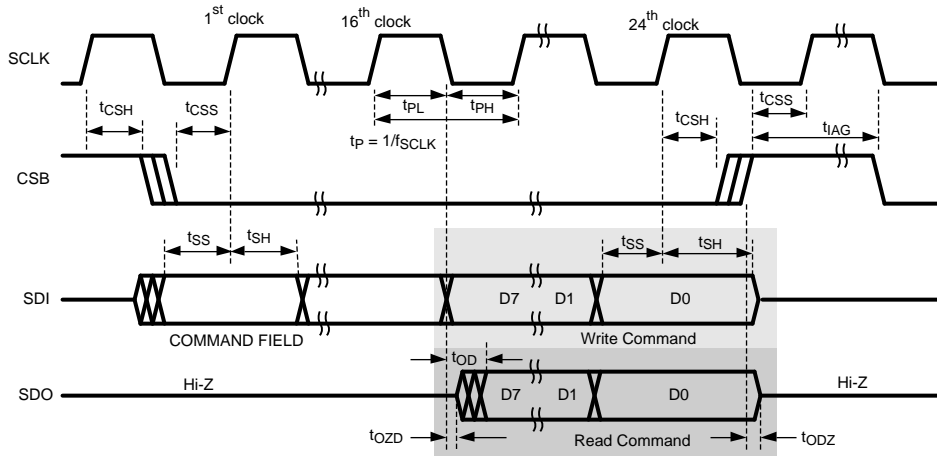 1st clock 16th clock 24th clock
SCLK
tCSH tCSS tPL tPH tCSH tCSS
tP = 1/fSCLK tIAG
CSB
tSS tSH tSS tSH
SDI D7 D1 D0
COMMAND FIELD Write Command
tOD
Hi-Z Hi-Z
SDO D7 D1 D0
tOZD Read Command tODZ